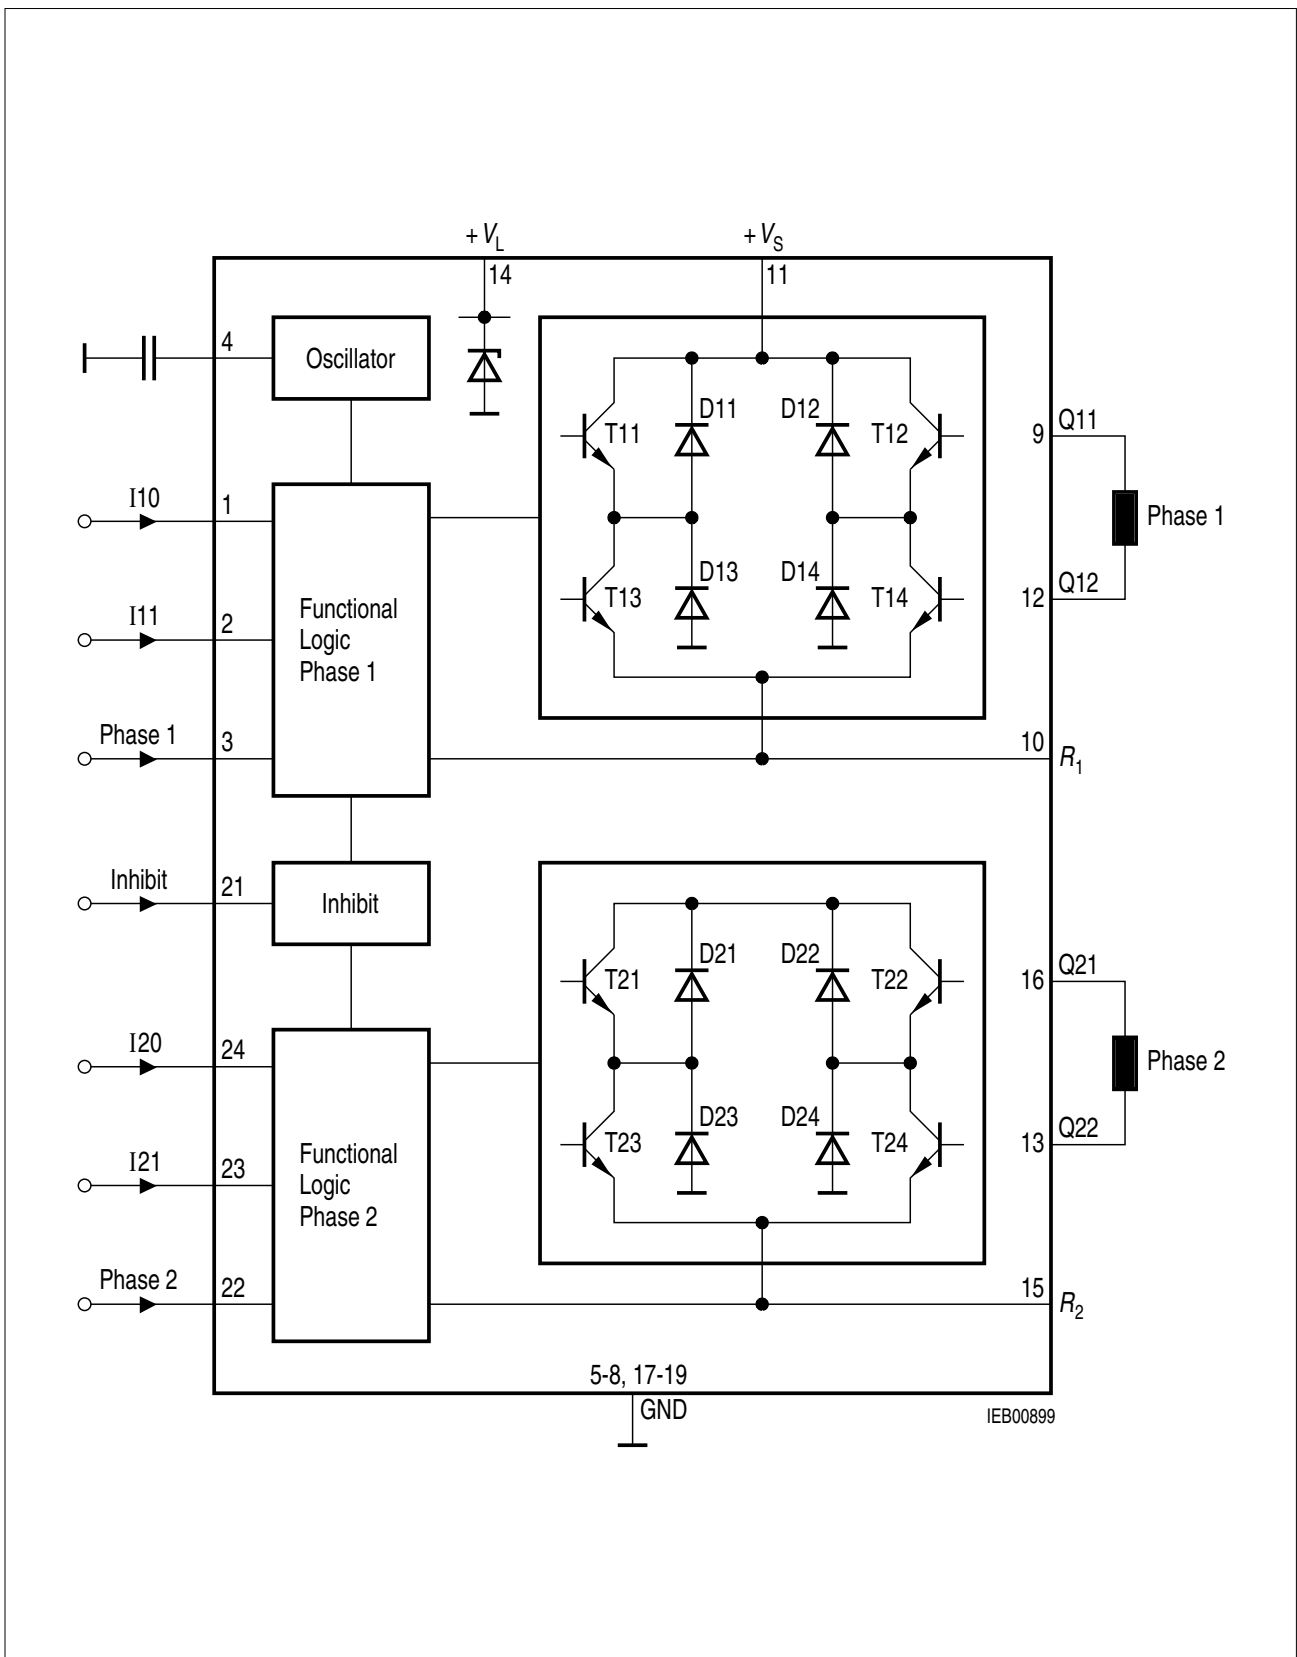 + VL
+ VS
14
11
4
Oscillator
D11
D12
T11
T12
9
Q11
I10
1
Phase 1
D13
D14
T13
T14
12
Q12
I11
2
Functional
Logic
Phase 1
Phase 1
3
10
R1
Inhibit
21
Inhibit
D21
D22
T21
T22
16
Q21
I20
24
Phase 2
D23
D24
T23
T24
13
Q22
I21
23
Functional
Logic
Phase 2
Phase 2
22
15
R2
5-8, 17-19
GND
IEB00899